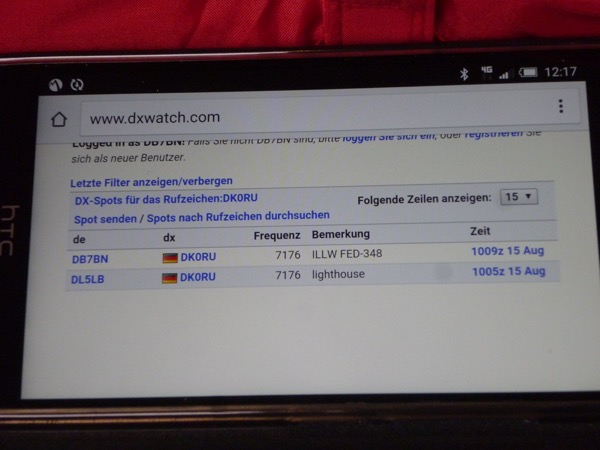 4G 12:17
www.dxwatch.com
Logged in as DB7BN! Falls Sie nicht DB7BN sind, bitte loggen Sie sich ein, oder registrieren Sie
sich als neuer Benutzer.
Letzte Filter anzeigen/verbergen
DX-Spots für das Rufzeichen:DK0RU Folgende Zeilen anzeigen: 15
Spot senden / Spots nach Rufzeichen durchsuchen
de dx Frequenz Bemerkung Zeit
DB7BN DK0RU 7176 ILLW FED-348 1009z 15 Aug
DL5LB DK0RU 7176 lighthouse 1005z 15 Aug
hTC